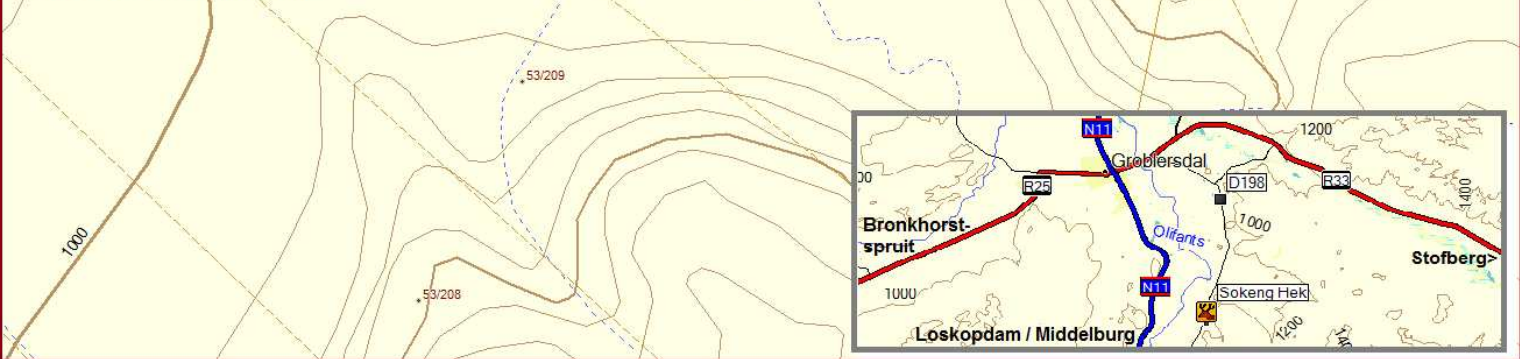 53/209
1000
53/208
N11
1200
Groblersdal
00
R25
D198
R33
1400
Bronkhorst-
spruit
1000
Olifants
Stofberg>
1000
N11
Sokeng Hek
Loskopdam / Middelburg
1200